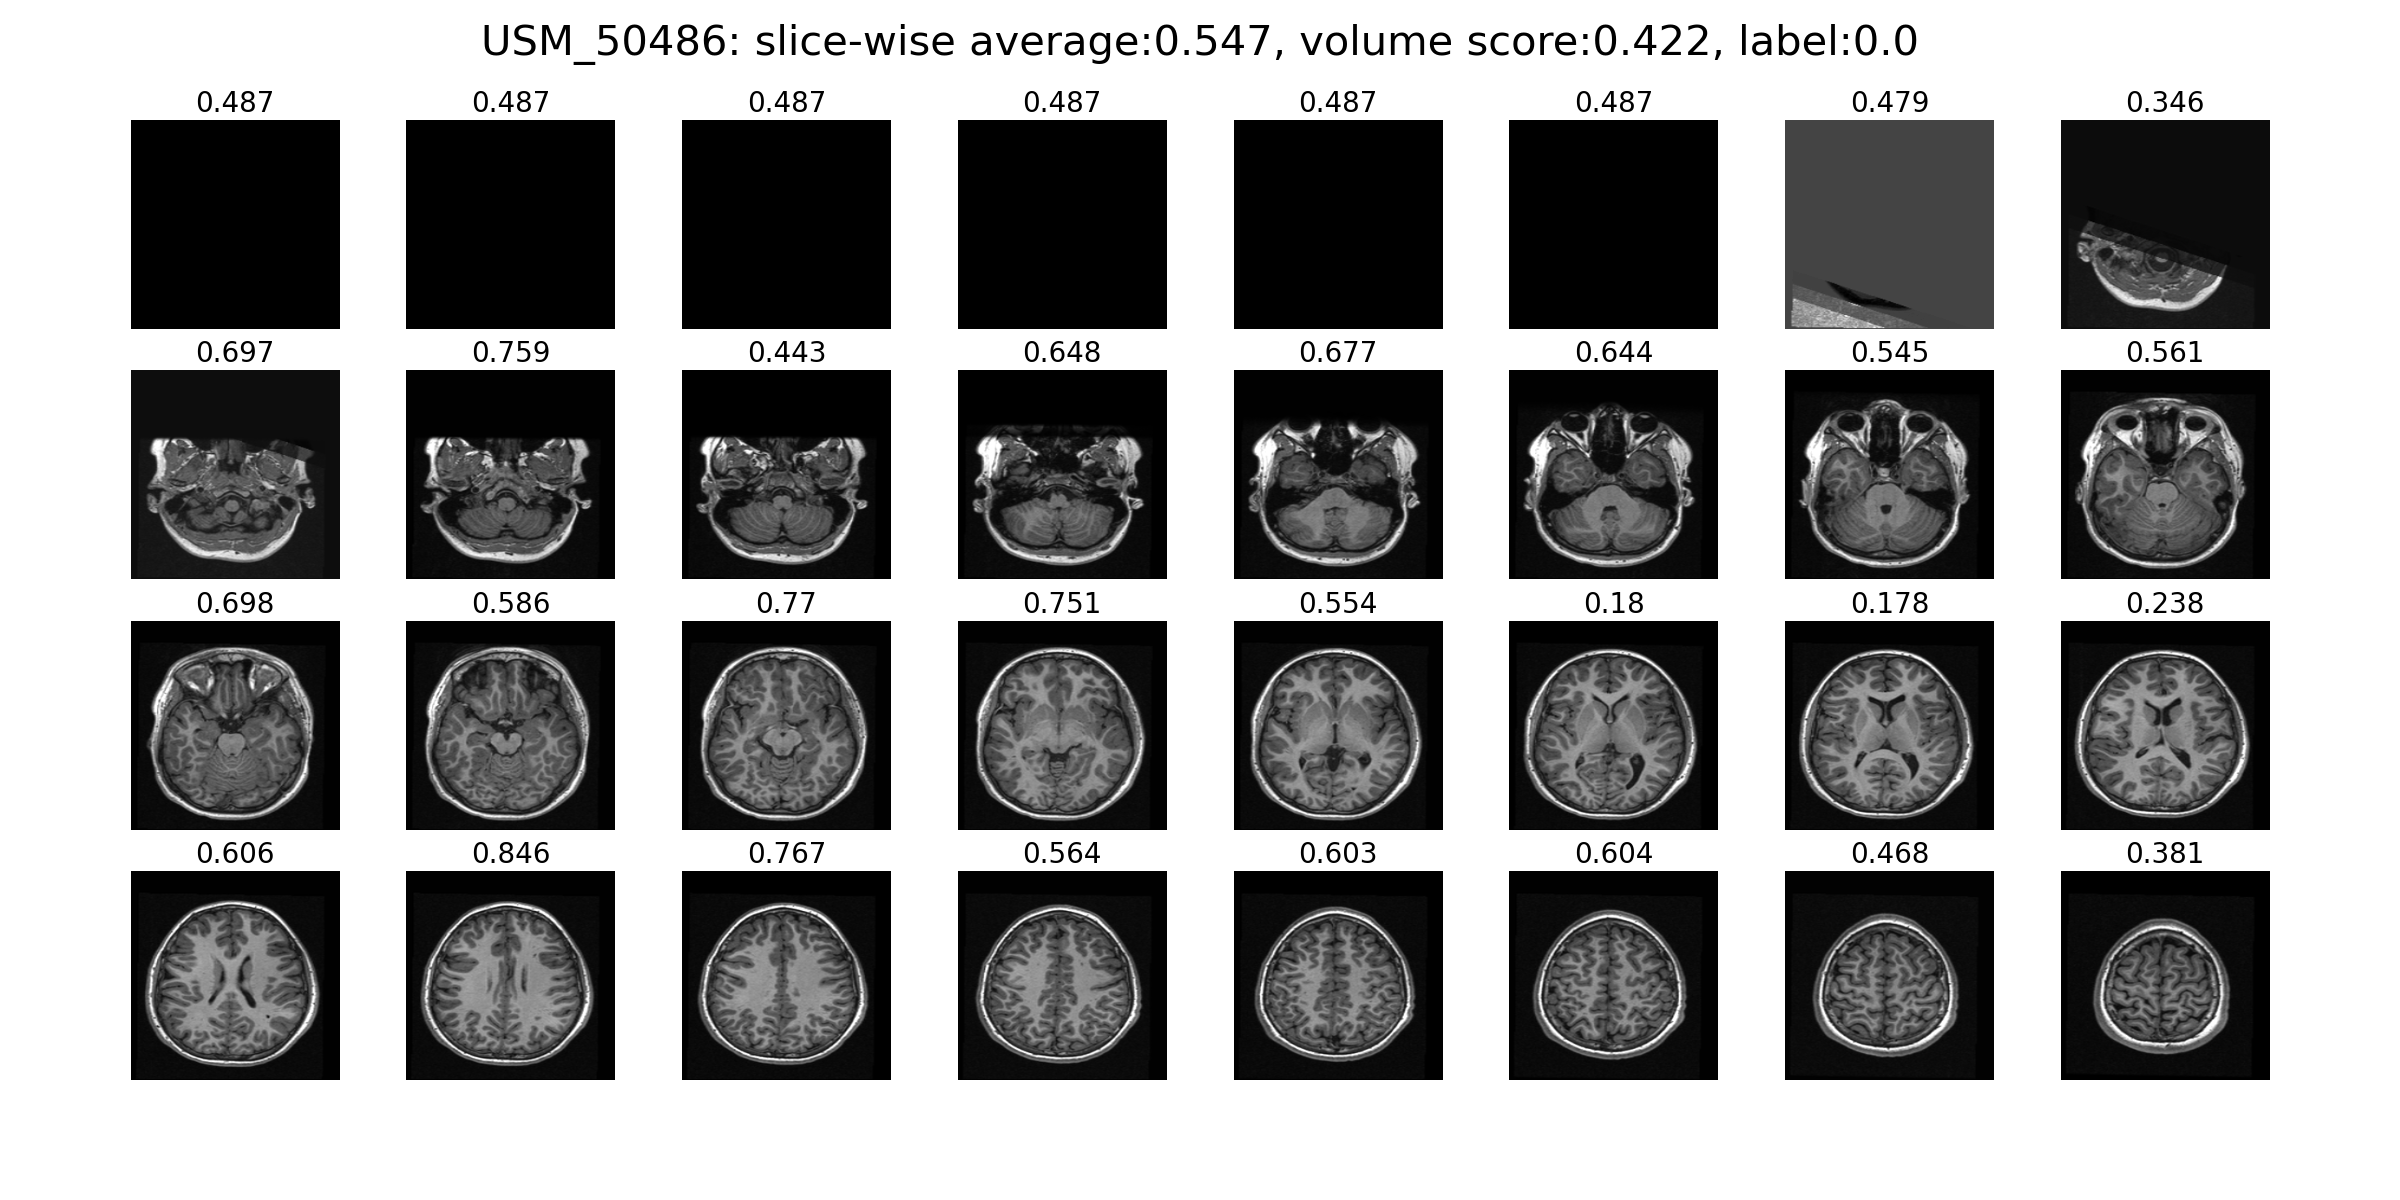 USM_50486: slice-wise average:0.547, volume score:0.422, label:0.0
0.487 0.487 0.487 0.487 0.487 0.487 0.479 0.346
0.697 0.759 0.443 0.648 0.677 0.644 0.545 0.561
0.698 0.586 0.77 0.751 0.554 0.18 0.178 0.238
0.606 0.846 0.767 0.564 0.603 0.604 0.468 0.381